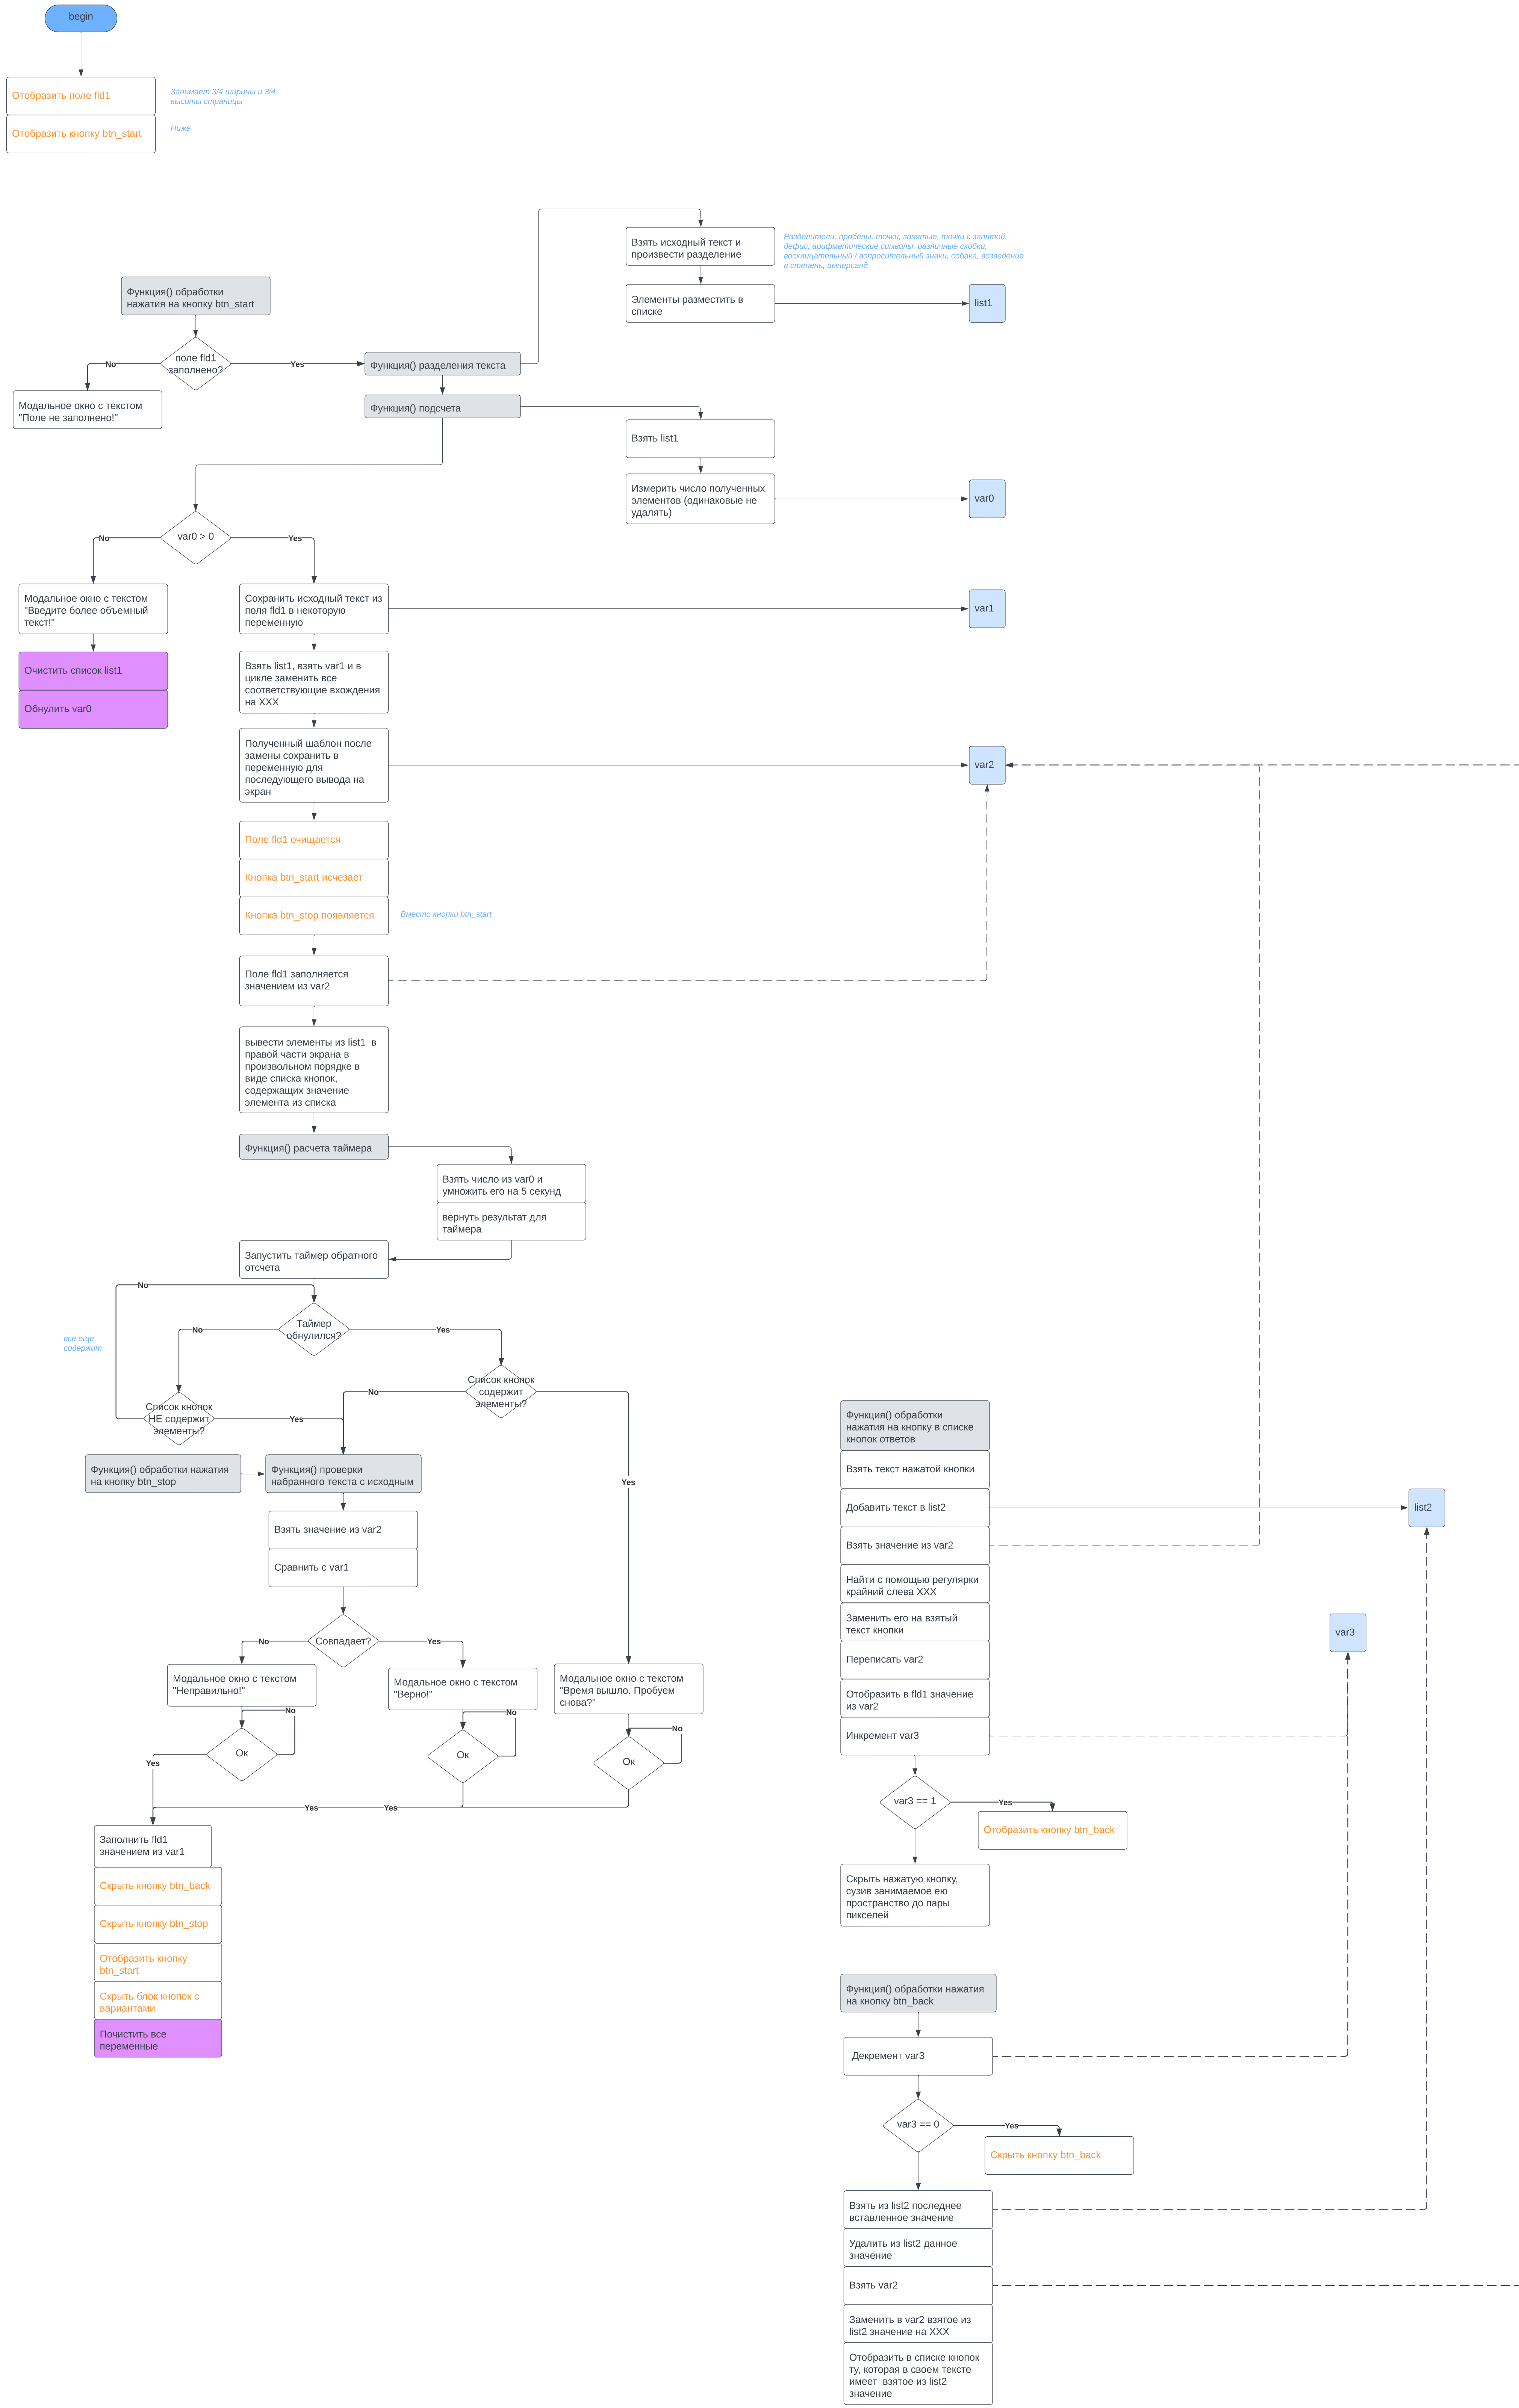 begin
Отобразить поле fld1
Занимает 3/4 ширины и 3/4
высоты страницы
Отобразить кнопку btn_start
Ниже
Взять исходный текст и
произвести разделение
Разделители: пробелы, точки, запятые, точки с запятой,
дефис, арифметические символы, различные скобки,
восклицательный / вопросительный знаки, собака, возведение
в степень, амперсанд
Функция() обработки
нажатия на кнопку btn_start
Элементы разместить в
списке
list1
поле fld1
заполнено?
No
Yes
Функция() разделения текста
Модальное окно с текстом
"Поле не заполнено!"
Функция() подсчета
Взять list1
Измерить число полученных
элементов (одинаковые не
удалять)
var0
var0 > 0
No
Yes
Модальное окно с текстом
"Введите более объемный
текст!"
Сохранить исходный текст из
поля fld1 в некоторую
переменную
var1
Очистить список list1
Обнулить var0
Взять list1, взять var1 и в
цикле заменить все
соответствующие вхождения
на XXX
Полученный шаблон после
замены сохранить в
переменную для
последующего вывода на
экран
var2
Поле fld1 очищается
Кнопка btn_start исчезает
Кнопка btn_stop появляется
Вместо кнопки btn_start
Поле fld1 заполняется
значением из var2
вывести элементы из list1  в
правой части экрана в
произвольном порядке в
виде списка кнопок,
содержащих значение
элемента из списка
Функция() расчета таймера
Взять число из var0 и
умножить его на 5 секунд
вернуть результат для
таймера
Запустить таймер обратного
отсчета
No
Таймер
обнулился?
No
Yes
все еще
содержит
Список кнопок
содержит
элементы?
No
Список кнопок
НЕ содержит
элементы?
Yes
Функция() обработки нажатия
на кнопку btn_stop
Функция() проверки
набранного текста с исходным
Yes
Взять значение из var2
Сравнить с var1
Совпадает?
No
Yes
Модальное окно с текстом
"Неправильно!"
Модальное окно с текстом
"Верно!"
Модальное окно с текстом
"Время вышло. Пробуем
снова?"
No
No
No
Ок
Ок
Ок
Yes
Yes
Yes
Заполнить fld1
значением из var1
Скрыть кнопку btn_back
Скрыть кнопку btn_stop
Отобразить кнопку
btn_start
Скрыть блок кнопок с
вариантами
Почистить все
переменные
Функция() обработки
нажатия на кнопку в списке
кнопок ответов
Взять текст нажатой кнопки
Добавить текст в list2
list2
Взять значение из var2
Найти с помощью регулярки
крайний слева XXX
Заменить его на взятый
текст кнопки
var3
Переписать var2
Отобразить в fld1 значение
из var2
Инкремент var3
var3 == 1
Yes
Отобразить кнопку btn_back
Скрыть нажатую кнопку,
сузив занимаемое ею
пространство до пары
пикселей
Функция() обработки нажатия
на кнопку btn_back
Декремент var3
var3 == 0
Yes
Скрыть кнопку btn_back
Взять из list2 последнее
вставленное значение
Удалить из list2 данное
значение
Взять var2
Заменить в var2 взятое из
list2 значение на XXX
Отобразить в списке кнопок
ту, которая в своем тексте
имеет  взятое из list2
значение